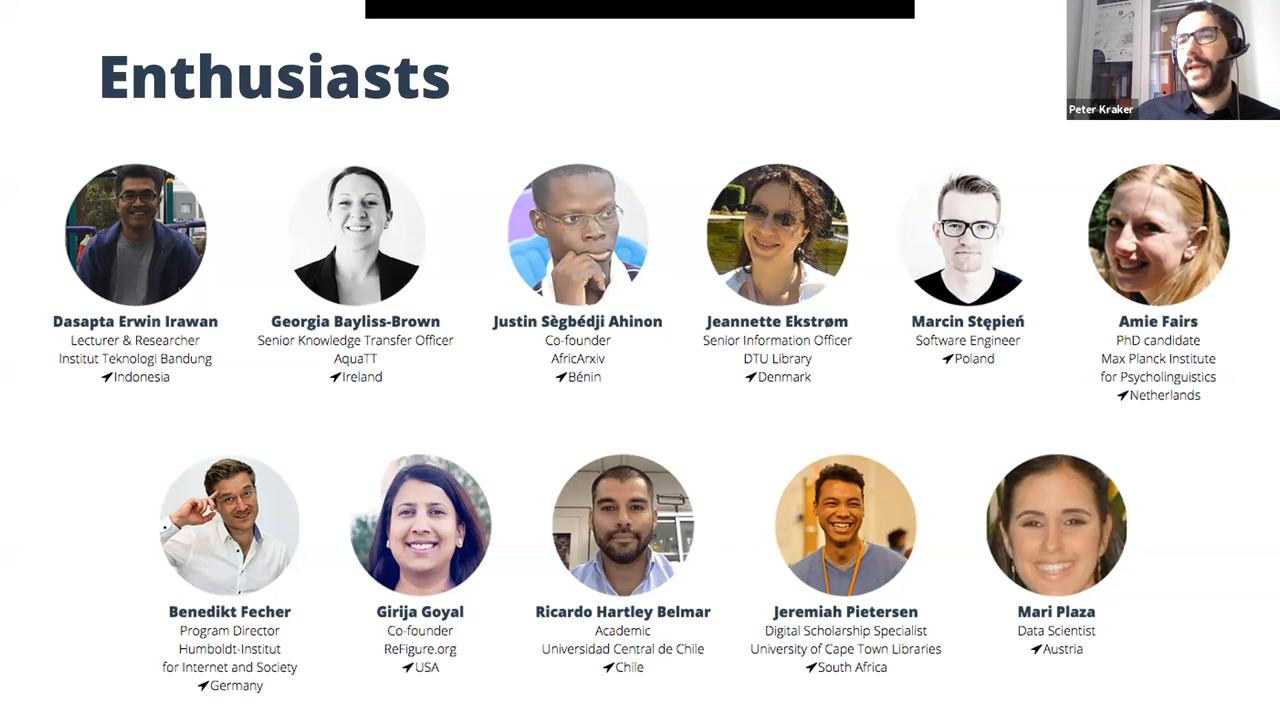 Enthusiasts
Peter Kraker
Dasapta Erwin Irawan
Lecturer & Researcher
Institut Teknologi Bandung
Indonesia
Georgia Bayliss-Brown
Senior Knowledge Transfer Officer
AquaTT
Ireland
Justin Sègbédji Ahinon
Co-founder
AfricArxiv
Bénin
Jeannette Ekstrøm
Senior Information Officer
DTU Library
Denmark
Marcin Stępień
Software Engineer
Poland
Amie Fairs
PhD candidate
Max Planck Institute
for Psycholinguistics
Netherlands
Benedikt Fecher
Program Director
Humboldt-Institut
for Internet and Society
Germany
Girija Goyal
Co-founder
ReFigure.org
USA
Ricardo Hartley Belmar
Academic
Universidad Central de Chile
Chile
Jeremiah Pietersen
Digital Scholarship Specialist
University of Cape Town Libraries
South Africa
Mari Plaza
Data Scientist
Austria